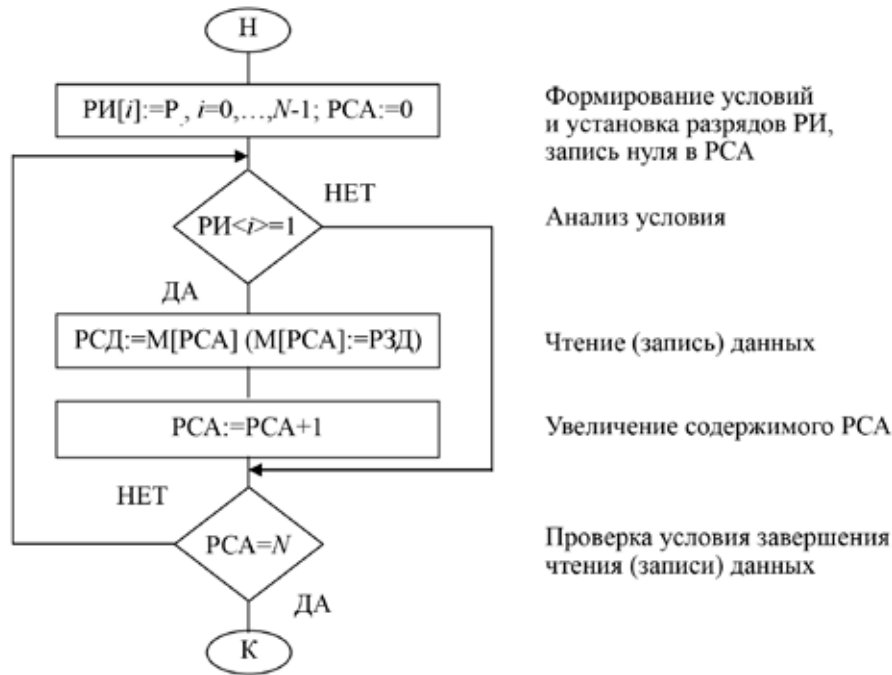 Н
РИ[i]:=Р , i=0,…,N-1; РСА:=0
Формирование условий
и установка разрядов РИ,
запись нуля в РСА
НЕТ
РИ<i>=1
Анализ условия
ДА
РСД:=М[РСА] (М[РСА]:=РЗД)
Чтение (запись) данных
РСА:=РСА+1
Увеличение содержимого РСА
НЕТ
РСА=N
Проверка условия завершения
чтения (записи) данных
ДА
К